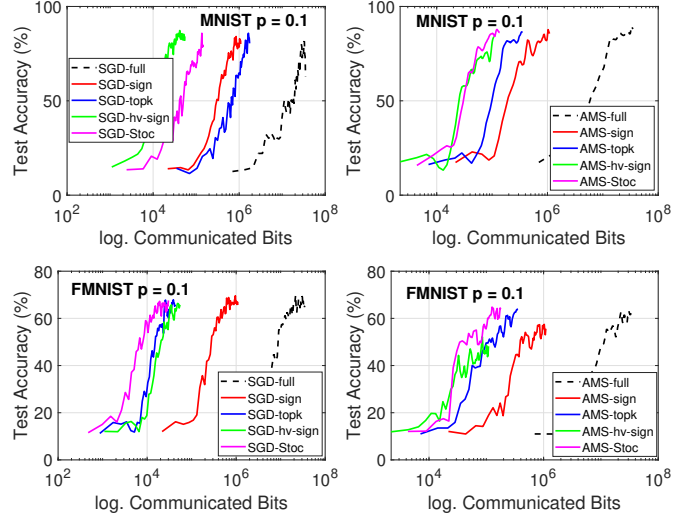 MNIST p = 0.1
Test Accuracy (%)
100
50
0
SGD-full
SGD-sign
SGD-topk
SGD-hv-sign
SGD-Stoc
10^2 10^4 10^6 10^8
log. Communicated Bits
MNIST p = 0.1
Test Accuracy (%)
100
50
0
AMS-full
AMS-sign
AMS-topk
AMS-hv-sign
AMS-Stoc
10^4 10^6 10^8
log. Communicated Bits
FMNIST p = 0.1
Test Accuracy (%)
80
60
40
20
0
SGD-full
SGD-sign
SGD-topk
SGD-hv-sign
SGD-Stoc
10^2 10^4 10^6 10^8
log. Communicated Bits
FMNIST p = 0.1
Test Accuracy (%)
80
60
40
20
0
AMS-full
AMS-sign
AMS-topk
AMS-hv-sign
AMS-Stoc
10^4 10^6 10^8
log. Communicated Bits